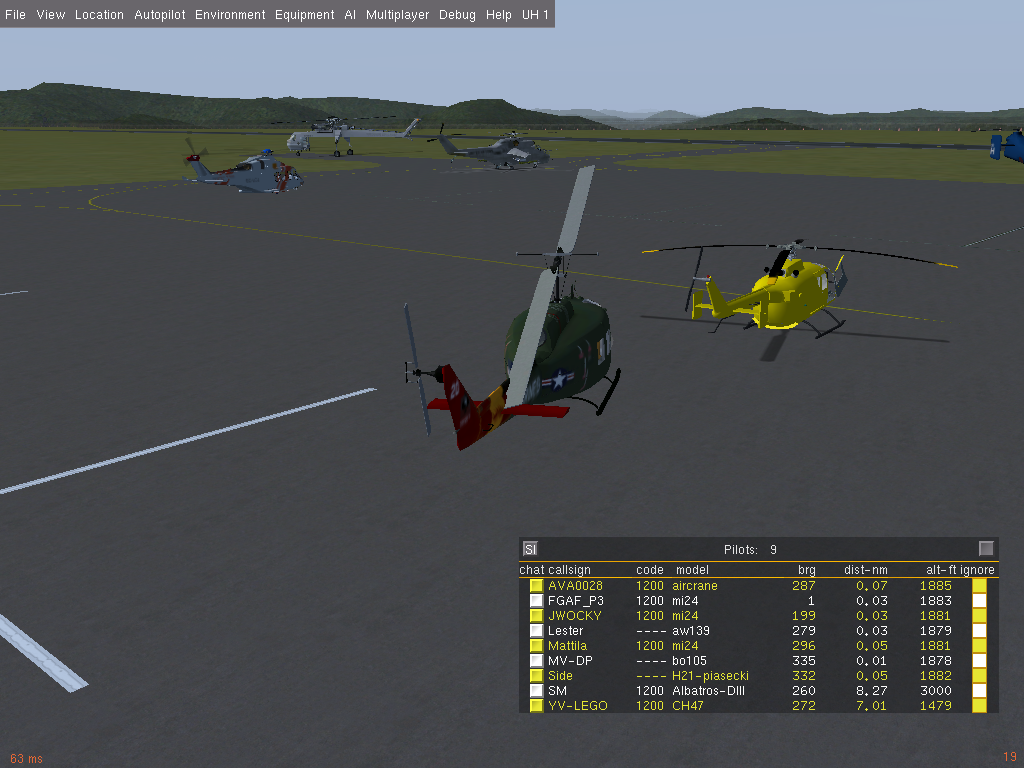 File View Location Autopilot Environment Equipment AI Multiplayer Debug Help UH 1
SI Pilots: 9
chat callsign code model brg dist-nm alt-ft ignore
AVA0028 1200 aircrane 287 0.07 1885
FGAF_P3 1200 mi24 1 0.03 1883
JWOCKY 1200 mi24 199 0.03 1881
Lester ---- aw139 279 0.03 1879
Mattila 1200 mi24 296 0.05 1881
MV-DP ---- bo105 335 0.01 1878
Side ---- H21-piasecki 332 0.05 1882
SM 1200 Albatros-DIII 260 8.27 3000
YV-LEGO 1200 CH47 272 7.01 1479
63 ms 19